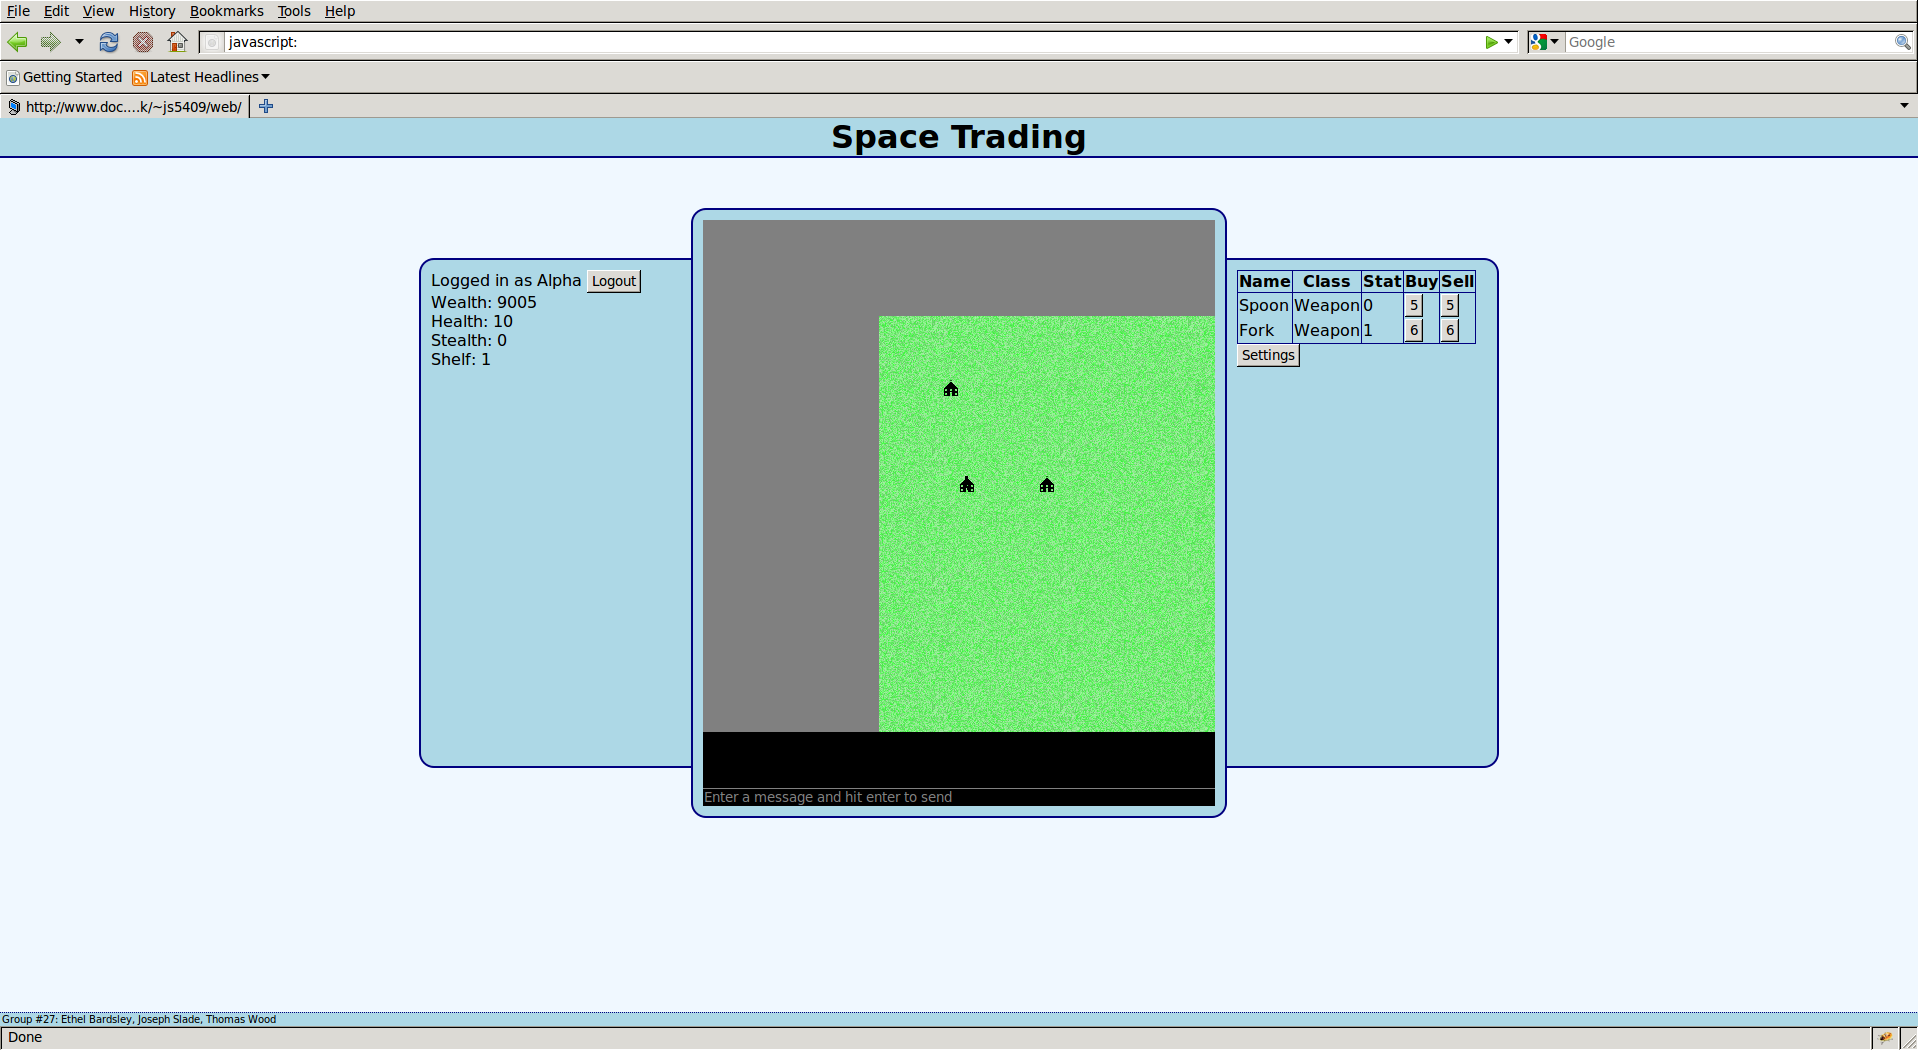 File Edit View History Bookmarks Tools Help
javascript:
Google
Getting Started Latest Headlines
http://www.doc....k/~js5409/web/
Space Trading
Logged in as Alpha Logout
Wealth: 9005
Health: 10
Stealth: 0
Shelf: 1
Name Class Stat Buy Sell
Spoon Weapon 0 5 5
Fork Weapon 1 6 6
Settings
Enter a message and hit enter to send
Group #27: Ethel Bardsley, Joseph Slade, Thomas Wood
Done